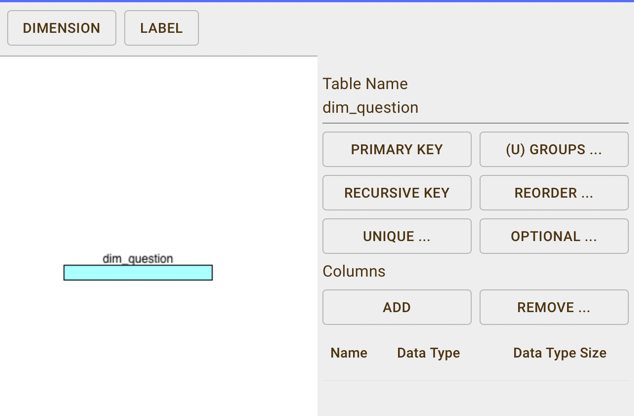 DIMENSION LABEL
Table Name
dim_question
PRIMARY KEY (U) GROUPS ...
RECURSIVE KEY REORDER ...
UNIQUE ... OPTIONAL ...
dim_question
Columns
ADD REMOVE ...
Name Data Type Data Type Size